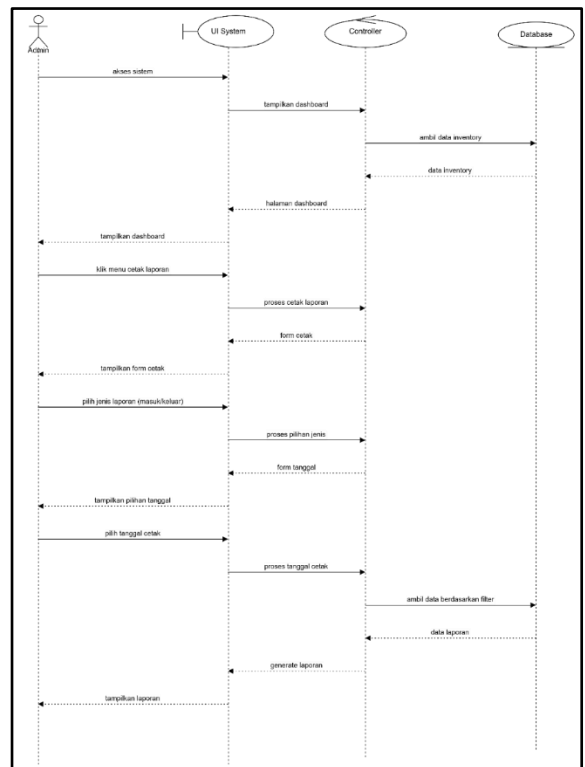 Admin
UI System
Controller
Database
akses sistem
tampilkan dashboard
ambil data inventory
data inventory
halaman dashboard
tampilkan dashboard
klik menu cetak laporan
proses cetak laporan
form cetak
tampilkan form cetak
pilih jenis laporan (masuk/keluar)
proses pilihan jenis
form tanggal
tampilkan pilihan tanggal
pilih tanggal cetak
proses tanggal cetak
ambil data berdasarkan filter
data laporan
generate laporan
tampilkan laporan